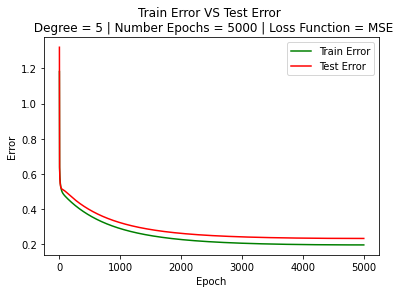 Train Error VS Test Error
Degree = 5 | Number Epochs = 5000 | Loss Function = MSE
Train Error
Test Error
1.2
1.0
0.8
0.6
0.4
0.2
Error
0 1000 2000 3000 4000 5000
Epoch